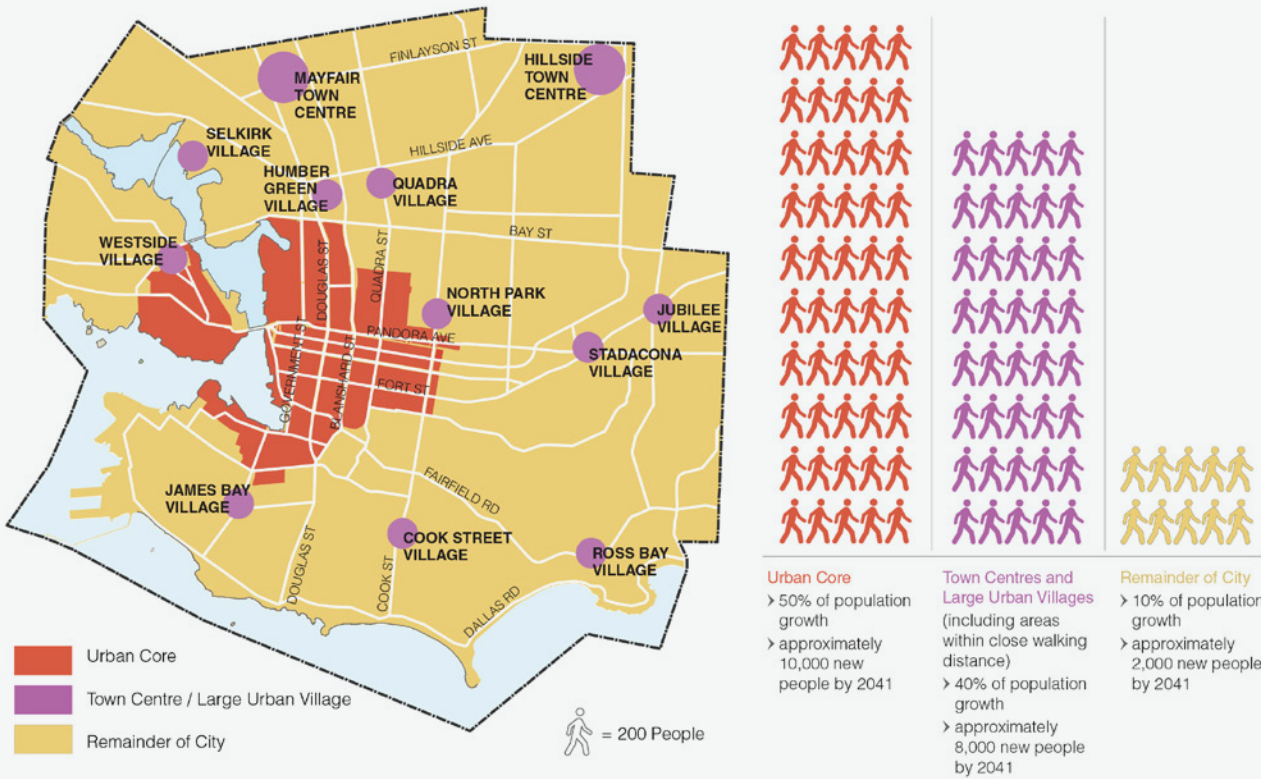 FINLAYSON ST
MAYFAIR
TOWN
CENTRE
HILLSIDE
TOWN
CENTRE
SELKIRK
VILLAGE
HILLSIDE AVE
HUMBER
GREEN
VILLAGE
QUADRA
VILLAGE
BAY ST
WESTSIDE
VILLAGE
DOUGLAS ST
QUADRA ST
NORTH PARK
VILLAGE
JUBILEE
VILLAGE
PANDORA AVE
STADACONA
VILLAGE
GOVERNMENT ST
BLANSHARD ST
FORT ST
FAIRFIELD RD
JAMES BAY
VILLAGE
COOK STREET
VILLAGE
ROSS BAY
VILLAGE
DOUGLAS ST
COOK ST
DALLAS RD
Urban Core
Town Centre / Large Urban Village
Remainder of City
= 200 People
Urban Core
> 50% of population
growth
> approximately
10,000 new
people by 2041
Town Centres and
Large Urban Villages
(including areas
within close walking
distance)
> 40% of population
growth
> approximately
8,000 new people
by 2041
Remainder of City
> 10% of population
growth
> approximately
2,000 new people
by 2041